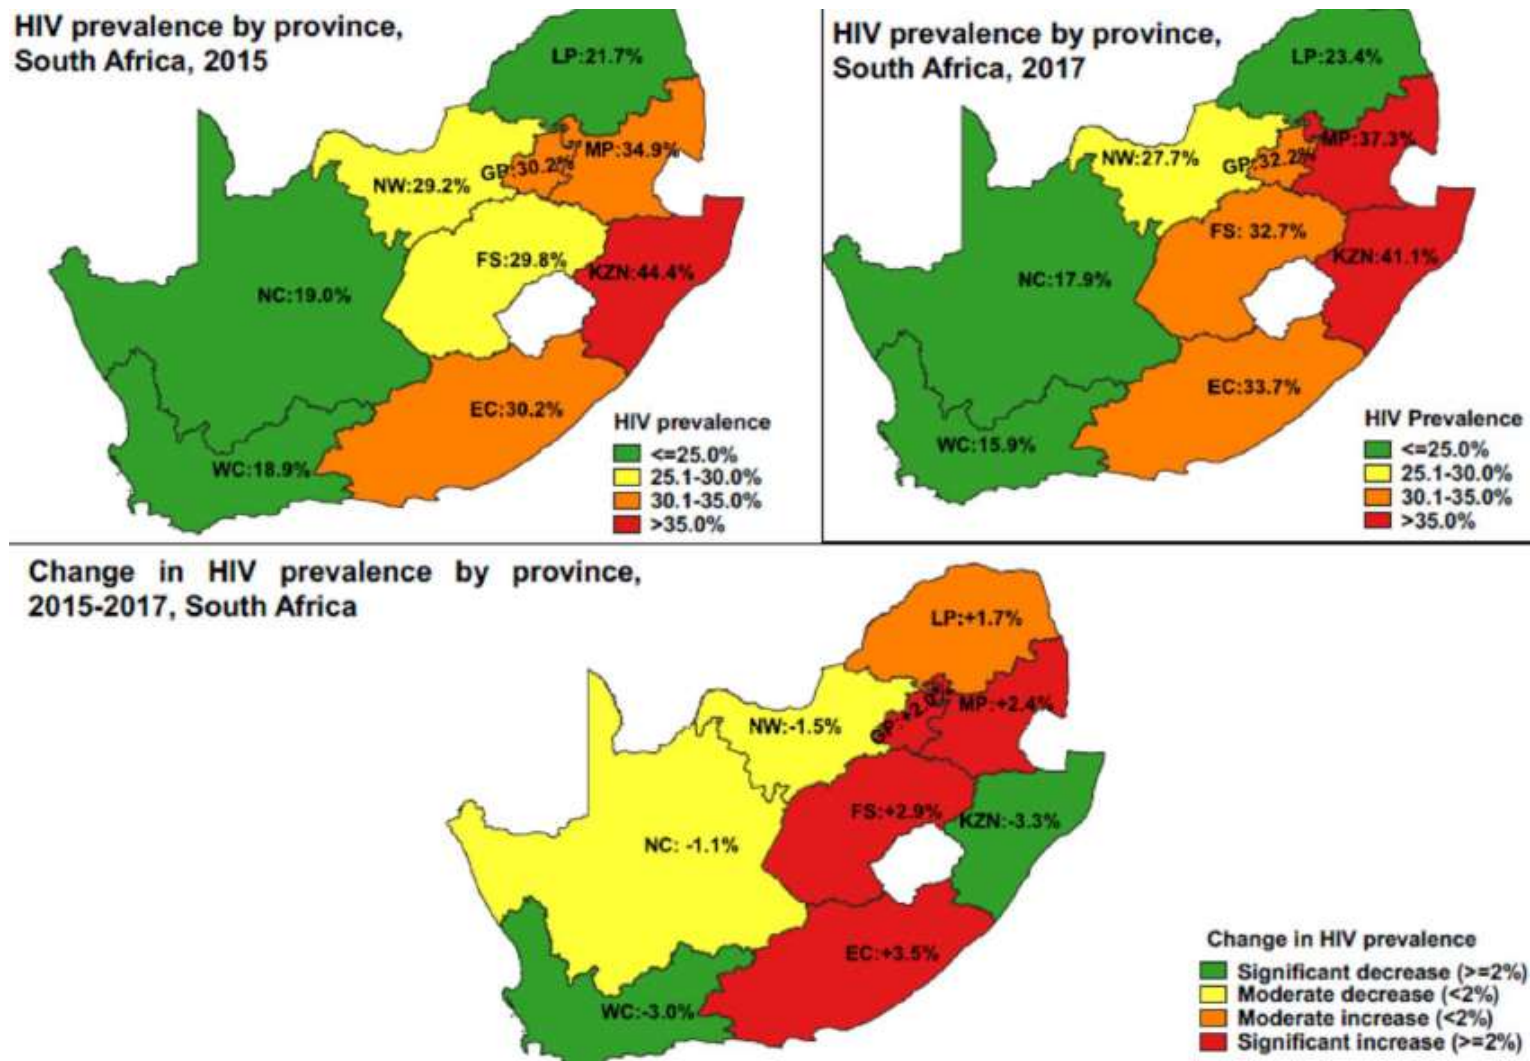 HIV prevalence by province,
South Africa, 2015
LP:21.7%
MP:34.9%
GP:30.2%
NW:29.2%
FS:29.8%
KZN:44.4%
NC:19.0%
EC:30.2%
WC:18.9%
HIV prevalence
<=25.0%
25.1-30.0%
30.1-35.0%
>35.0%
HIV prevalence by province,
South Africa, 2017
LP:23.4%
MP:37.3%
NW:27.7%
GP:32.2%
FS: 32.7%
KZN:41.1%
NC:17.9%
EC:33.7%
WC:15.9%
HIV Prevalence
<=25.0%
25.1-30.0%
30.1-35.0%
>35.0%
Change in HIV prevalence by province,
2015-2017, South Africa
LP:+1.7%
MP:+2.4%
GP:+2.0%
NW:-1.5%
FS:+2.9%
KZN:-3.3%
NC: -1.1%
EC:+3.5%
WC:-3.0%
Change in HIV prevalence
Significant decrease (>=2%)
Moderate decrease (<2%)
Moderate increase (<2%)
Significant increase (>=2%)